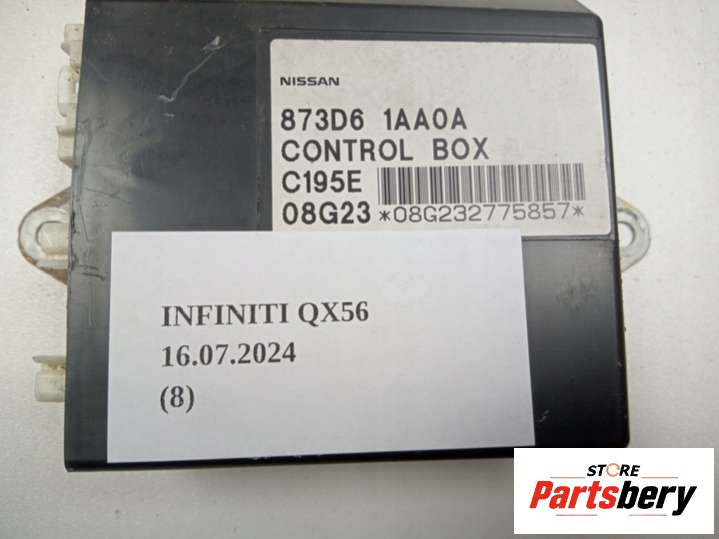 NISSAN
873D6 1AA0A
CONTROL BOX
C195E
08G23 *08G232775857*
INFINITI QX56
16.07.2024
(8)
STORE
Partsbery